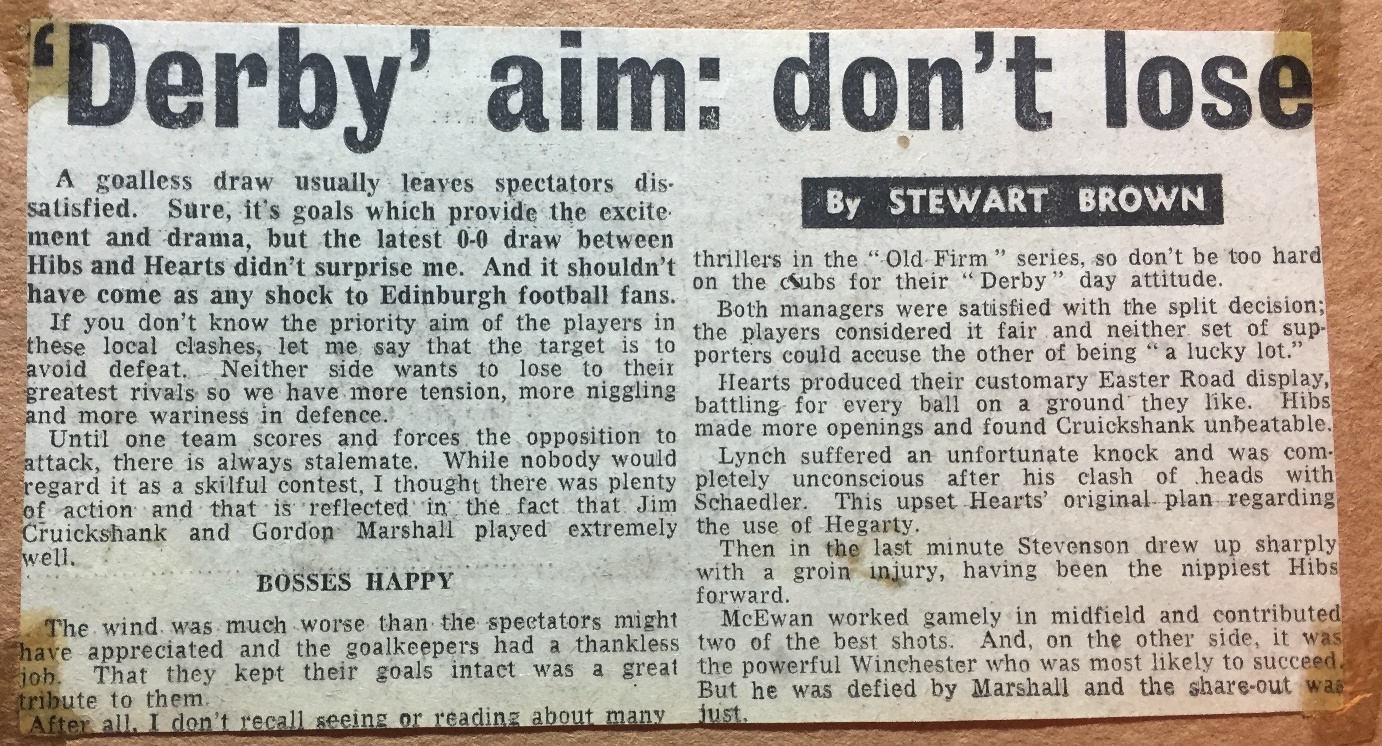 ‘Derby’ aim: don’t lose
A goalless draw usually leaves spectators dis-
satisfied. Sure, it’s goals which provide the excite-
ment and drama, but the latest 0-0 draw between
Hibs and Hearts didn’t surprise me. And it shouldn’t
have come as any shock to Edinburgh football fans.
If you don’t know the priority aim of the players in
these local clashes, let me say that the target is to
avoid defeat. Neither side wants to lose to their
greatest rivals so we have more tension, more niggling
and more wariness in defence.
Until one team scores and forces the opposition to
attack, there is always stalemate. While nobody would
regard it as a skilful contest, I thought there was plenty
of action and that is reflected in the fact that Jim
Cruickshank and Gordon Marshall played extremely
well.
BOSSES HAPPY
The wind was much worse than the spectators might
have appreciated and the goalkeepers had a thankless
job. That they kept their goals intact was a great
tribute to them.
After all, I don’t recall seeing or reading about many
By STEWART BROWN
thrillers in the “Old Firm” series, so don’t be too hard
on the clubs for their “Derby” day attitude.
Both managers were satisfied with the split decision;
the players considered it fair and neither set of sup-
porters could accuse the other of being “a lucky lot.”
Hearts produced their customary Easter Road display,
battling for every ball on a ground they like. Hibs
made more openings and found Cruickshank unbeatable.
Lynch suffered an unfortunate knock and was com-
pletely unconscious after his clash of heads with
Schaedler. This upset Hearts’ original plan regarding
the use of Hegarty.
Then in the last minute Stevenson drew up sharply
with a groin injury, having been the nippiest Hibs
forward.
McEwan worked gamely in midfield and contributed
two of the best shots. And, on the other side, it was
the powerful Winchester who was most likely to succeed.
But he was defied by Marshall and the share-out was
just.